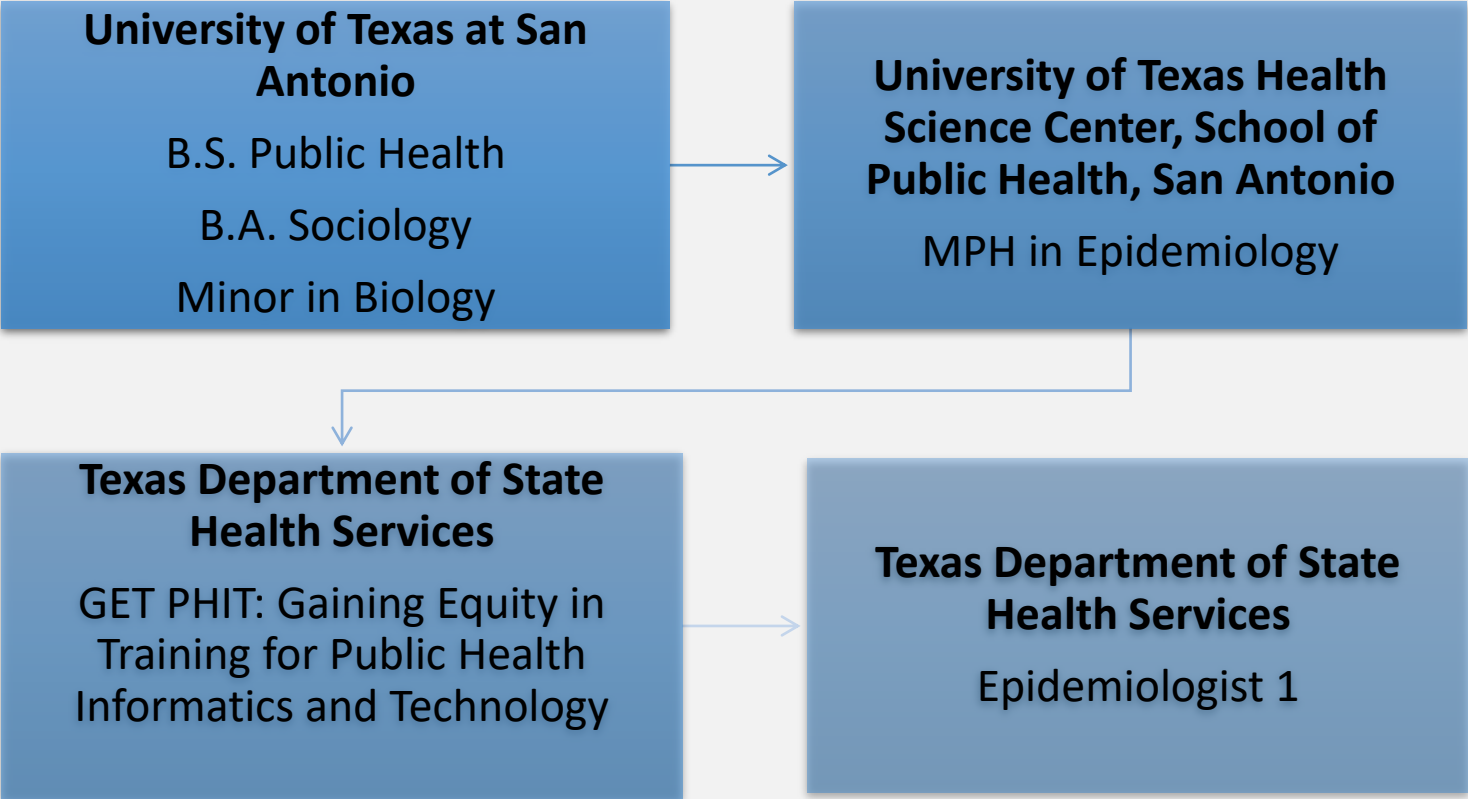 University of Texas at San
Antonio
B.S. Public Health
B.A. Sociology
Minor in Biology
University of Texas Health
Science Center, School of
Public Health, San Antonio
MPH in Epidemiology
Texas Department of State
Health Services
GET PHIT: Gaining Equity in
Training for Public Health
Informatics and Technology
Texas Department of State
Health Services
Epidemiologist 1